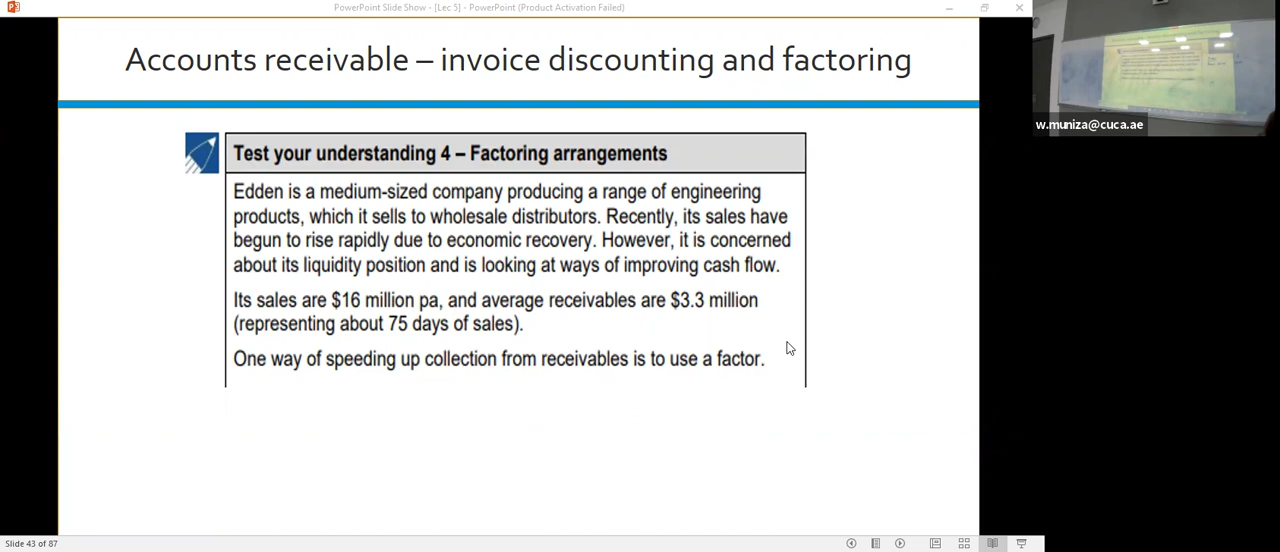 PowerPoint Slide Show - [Lec 3] - PowerPoint (Product Activation Failed)
Accounts receivable – invoice discounting and factoring
w.muniza@cuca.ae
Test your understanding 4 – Factoring arrangements
Edden is a medium-sized company producing a range of engineering
products, which it sells to wholesale distributors. Recently, its sales have
begun to rise rapidly due to economic recovery. However, it is concerned
about its liquidity position and is looking at ways of improving cash flow.
Its sales are $16 million pa, and average receivables are $3.3 million
(representing about 75 days of sales).
One way of speeding up collection from receivables is to use a factor.
Slide 43 of 87